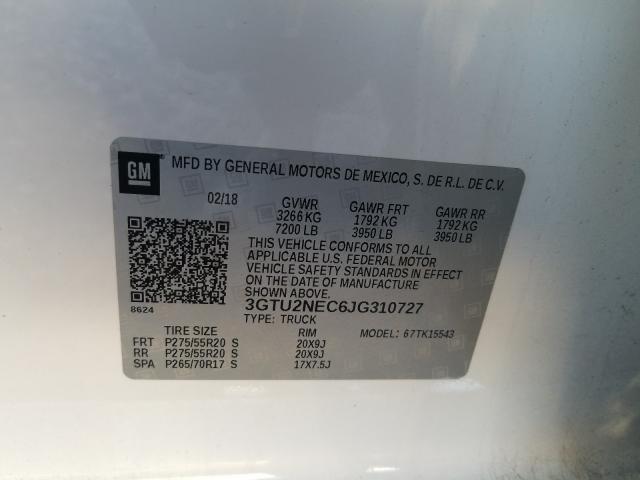 GM
MFD BY GENERAL MOTORS DE MEXICO, S. DE R.L. DE C.V.
02/18 GVWR GAWR FRT GAWR RR
3266 KG 1792 KG 1792 KG
7200 LB 3950 LB 3950 LB
THIS VEHICLE CONFORMS TO ALL
APPLICABLE U.S. FEDERAL MOTOR
VEHICLE SAFETY STANDARDS IN EFFECT
ON THE DATE OF MANUFACTURE
SHOWN ABOVE.
8624 3GTU2NEC6JG310727
TYPE: TRUCK
TIRE SIZE RIM MODEL: 67TK15543
FRT P275/55R20 S 20X9J
RR P275/55R20 S 20X9J
SPA P265/70R17 S 17X7.5J